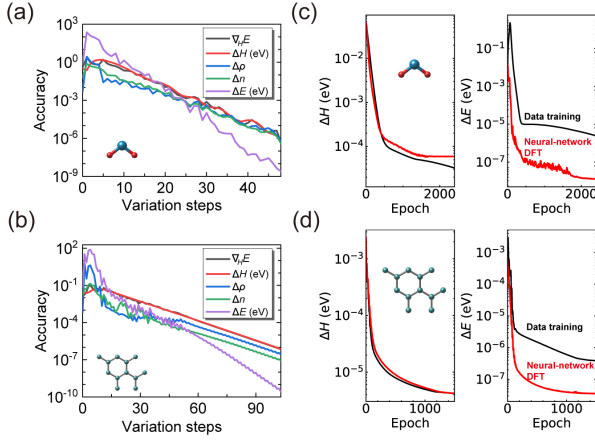 (a)
10³
10⁰
10⁻³
10⁻⁶
10⁻⁹
Accuracy
∇_H E
ΔH (eV)
Δρ
Δn
ΔE (eV)
0 10 20 30 40
Variation steps
(b)
10²
10⁻¹
10⁻⁴
10⁻⁷
10⁻¹⁰
Accuracy
∇_H E
ΔH (eV)
Δρ
Δn
ΔE (eV)
0 30 60 90
Variation steps
(c)
ΔH (eV)
10⁻²
10⁻³
10⁻⁴
0 2000
Epoch
ΔE (eV)
10⁻¹
10⁻³
10⁻⁵
10⁻⁷
Data training
Neural-network
DFT
0 2000
Epoch
(d)
ΔH (eV)
10⁻³
10⁻⁴
10⁻⁵
0 1000
Epoch
ΔE (eV)
10⁻³
10⁻⁴
10⁻⁵
10⁻⁶
10⁻⁷
Data training
Neural-network
DFT
0 1000
Epoch